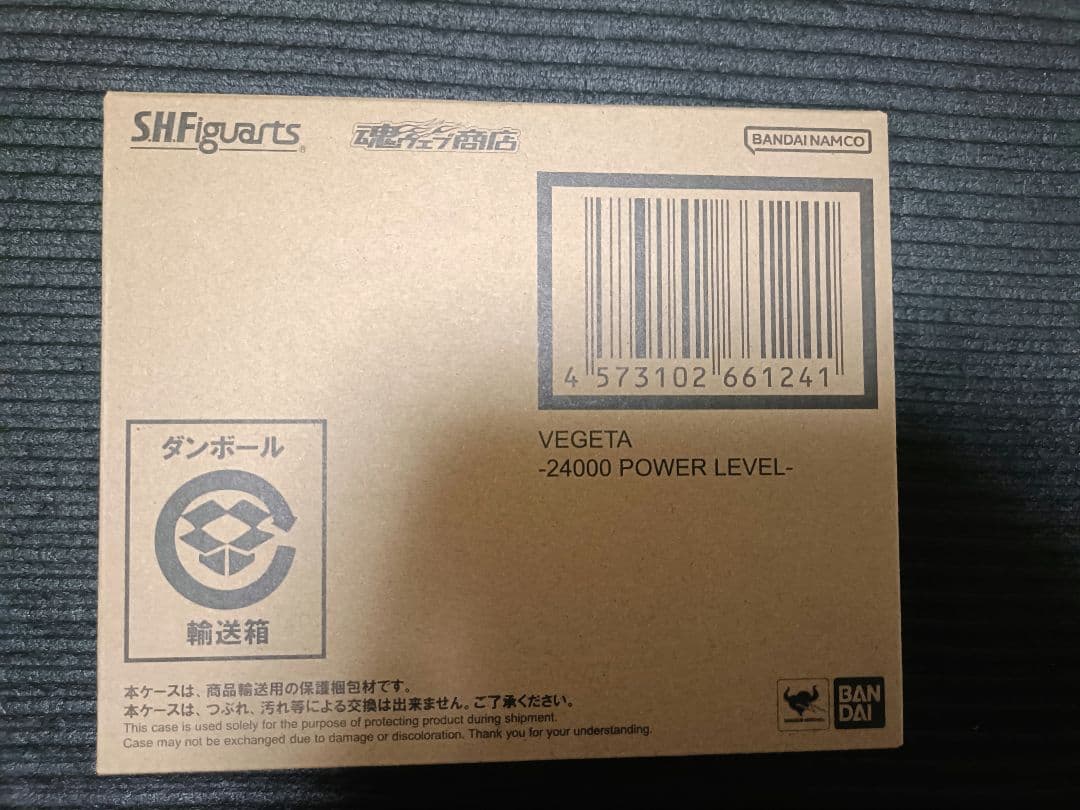 S.H.Figuarts
魂ウェブ商店
BANDAI NAMCO
4 573102 661241
VEGETA
-24000 POWER LEVEL-
ダンボール
輸送箱
本ケースは、商品輸送用の保護梱包材です。
本ケースは、つぶれ、汚れ等による交換は出来ません。ご了承ください。
This case is used solely for the purpose of protecting product during shipment.
Case may not be exchanged due to damage or discoloration. Thank you for your understanding.
BAN
DAI